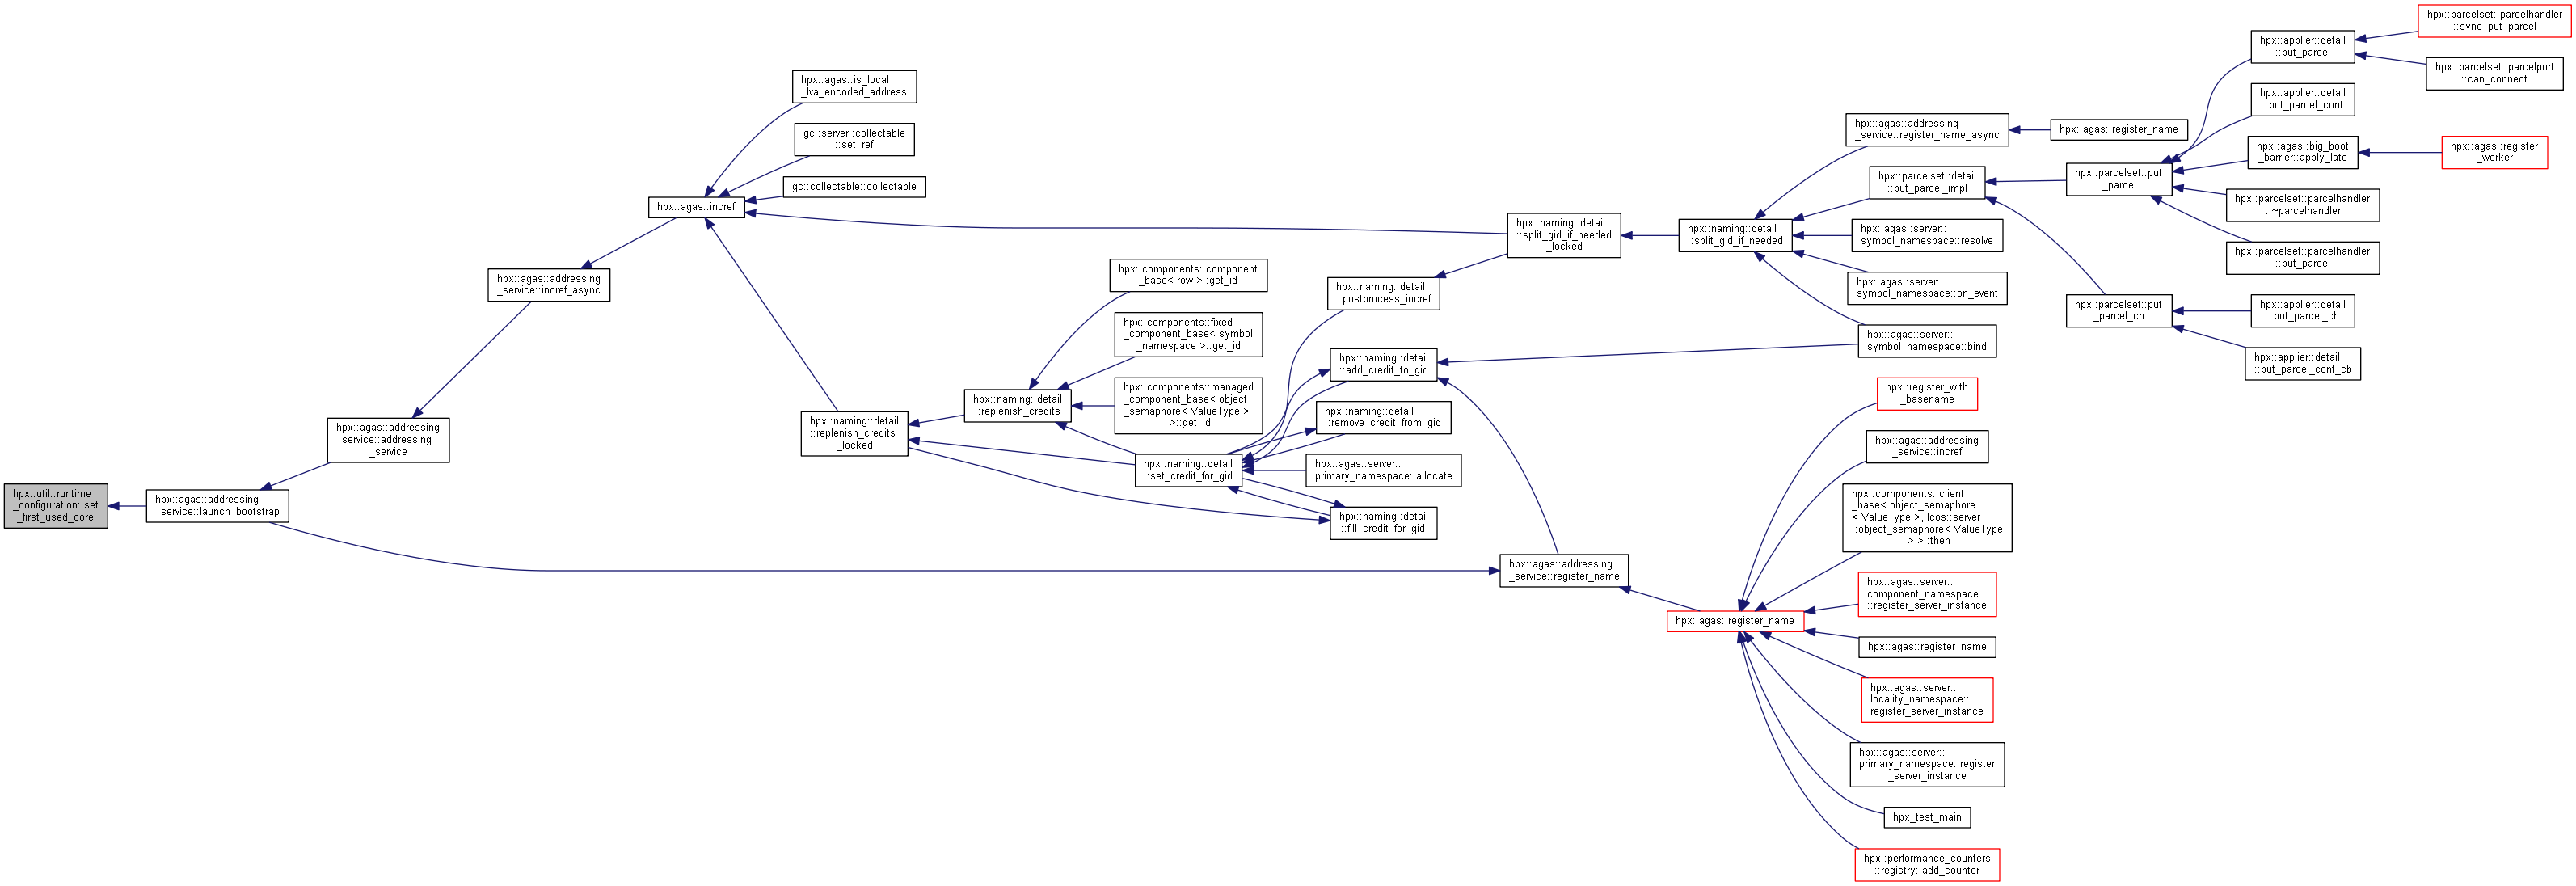 hpx::util::runtime
_configuration::set
_first_used_core
hpx::agas::addressing
_service::launch_bootstrap
hpx::agas::addressing
_service::addressing
_service
hpx::agas::addressing
_service::incref_async
hpx::agas::incref
hpx::agas::is_local
_lva_encoded_address
gc::server::collectable
::set_ref
gc::collectable::collectable
hpx::naming::detail
::replenish_credits
_locked
hpx::naming::detail
::replenish_credits
hpx::components::component
_base< row >::get_id
hpx::components::fixed
_component_base< symbol
_namespace >::get_id
hpx::components::managed
_component_base< object
_semaphore< ValueType >
>::get_id
hpx::naming::detail
::set_credit_for_gid
hpx::naming::detail
::postprocess_incref
hpx::naming::detail
::add_credit_to_gid
hpx::naming::detail
::remove_credit_from_gid
hpx::agas::server::
primary_namespace::allocate
hpx::naming::detail
::fill_credit_for_gid
hpx::naming::detail
::split_gid_if_needed
_locked
hpx::agas::addressing
_service::register_name
hpx::naming::detail
::split_gid_if_needed
hpx::agas::register_name
hpx::agas::addressing
_service::register_name_async
hpx::parcelset::detail
::put_parcel_impl
hpx::agas::server::
symbol_namespace::resolve
hpx::agas::server::
symbol_namespace::on_event
hpx::agas::server::
symbol_namespace::bind
hpx::register_with
_basename
hpx::agas::addressing
_service::incref
hpx::components::client
_base< object_semaphore
< ValueType >, lcos::server
::object_semaphore< ValueType
> >::then
hpx::agas::server::
component_namespace
::register_server_instance
hpx::agas::register_name
hpx::agas::server::
locality_namespace::
register_server_instance
hpx::agas::server::
primary_namespace::register
_server_instance
hpx_test_main
hpx::performance_counters
::registry::add_counter
hpx::agas::register_name
hpx::parcelset::put
_parcel
hpx::parcelset::put
_parcel_cb
hpx::applier::detail
::put_parcel
hpx::applier::detail
::put_parcel_cont
hpx::agas::big_boot
_barrier::apply_late
hpx::parcelset::parcelhandler
::~parcelhandler
hpx::parcelset::parcelhandler
::put_parcel
hpx::applier::detail
::put_parcel_cb
hpx::applier::detail
::put_parcel_cont_cb
hpx::parcelset::parcelhandler
::sync_put_parcel
hpx::parcelset::parcelport
::can_connect
hpx::agas::register
_worker